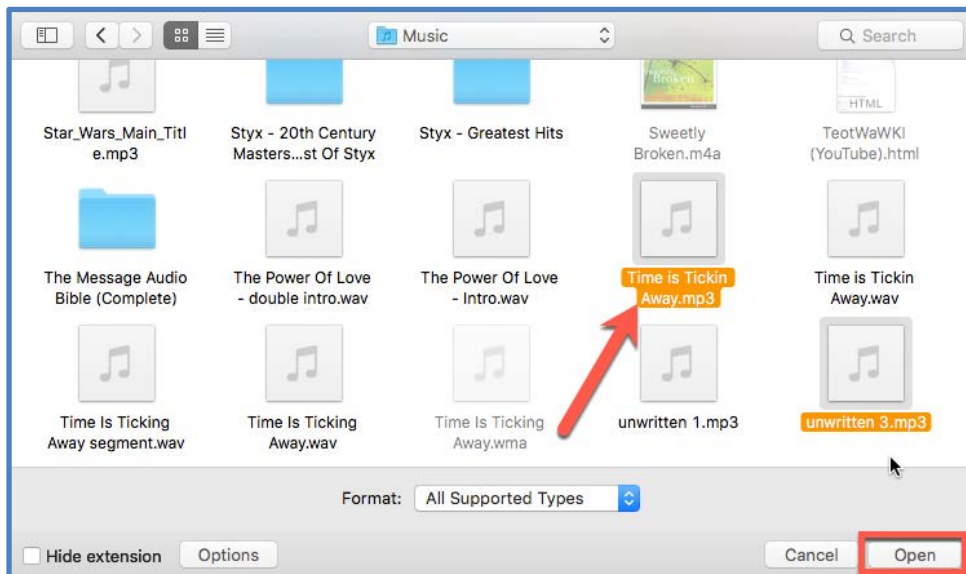 Music
Search
Broken
HTML
Star_Wars_Main_Titl
e.mp3
Styx - 20th Century
Masters...st Of Styx
Styx - Greatest Hits
Sweetly
Broken.m4a
TeotWaWKI
(YouTube).html
The Message Audio
Bible (Complete)
The Power Of Love
- double intro.wav
The Power Of Love
- Intro.wav
Time is Tickin
Away.mp3
Time is Tickin
Away.wav
Time Is Ticking
Away segment.wav
Time Is Ticking
Away.wav
Time Is Ticking
Away.wma
unwritten 1.mp3
unwritten 3.mp3
Format:
All Supported Types
Hide extension
Options
Cancel
Open